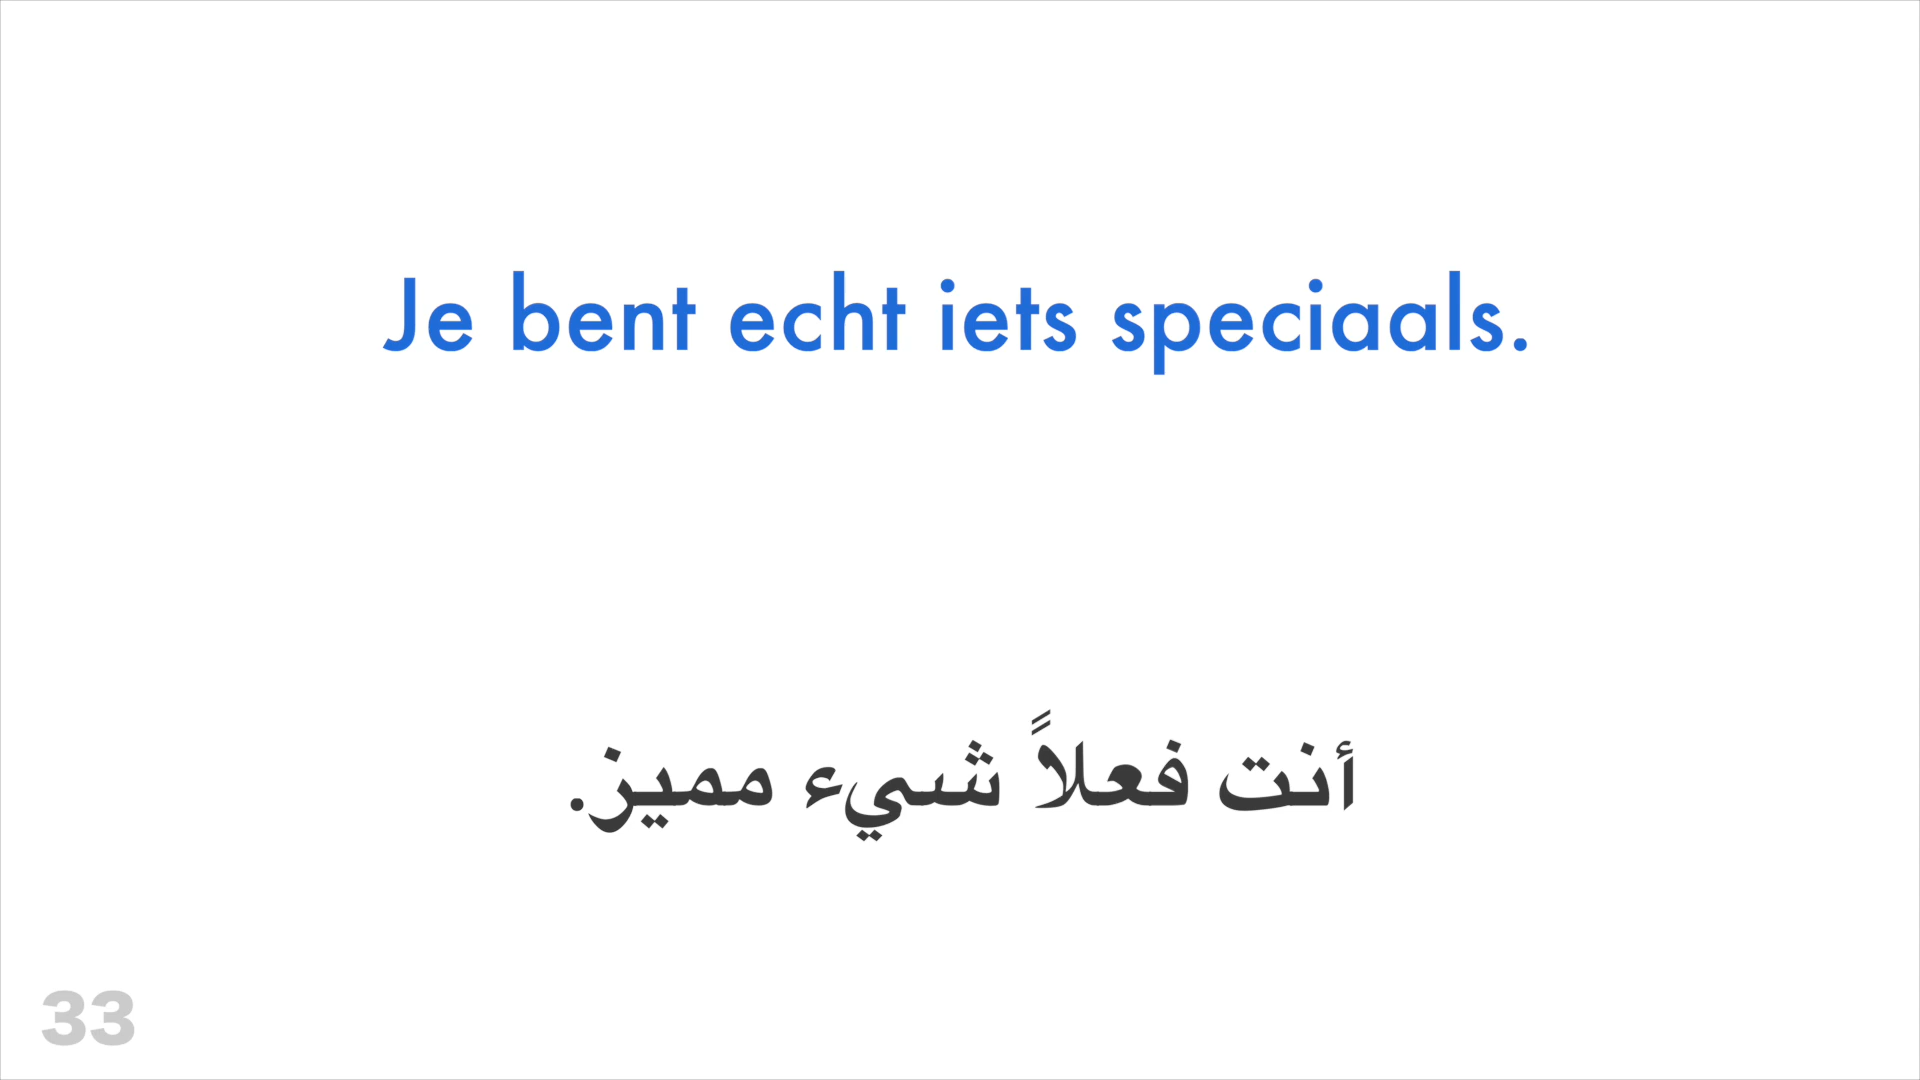 Je bent echt iets speciaals.
أنت فعلاً شيء مميز.
33